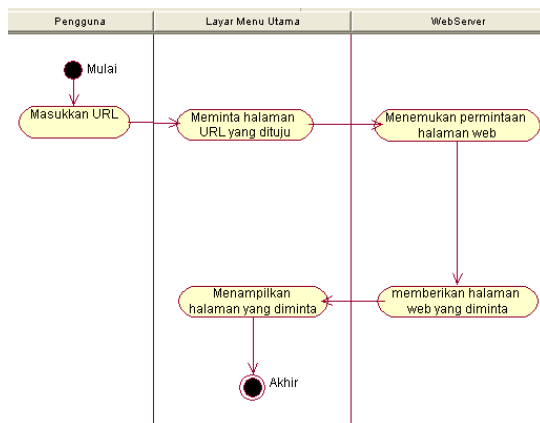 Pengguna
Layar Menu Utama
WebServer
Mulai
Masukkan URL
Meminta halaman
URL yang dituju
Menemukan permintaan
halaman web
Menampilkan
halaman yang diminta
memberikan halaman
web yang diminta
Akhir